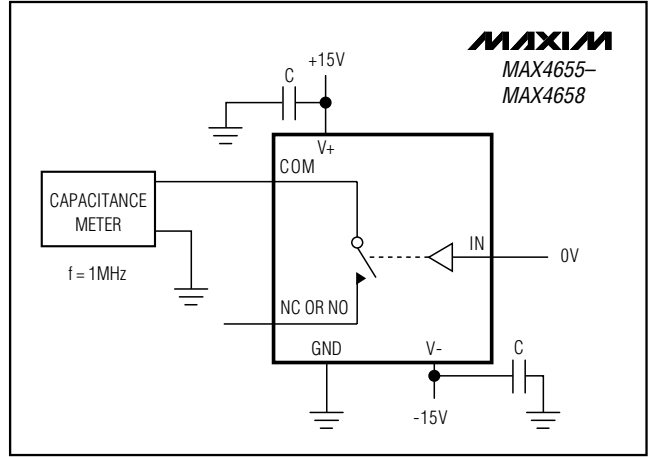 MAXIM
MAX4655–
MAX4658
+15V
C
V+
COM
CAPACITANCE
METER
f = 1MHz
IN
0V
NC OR NO
GND
V-
C
-15V